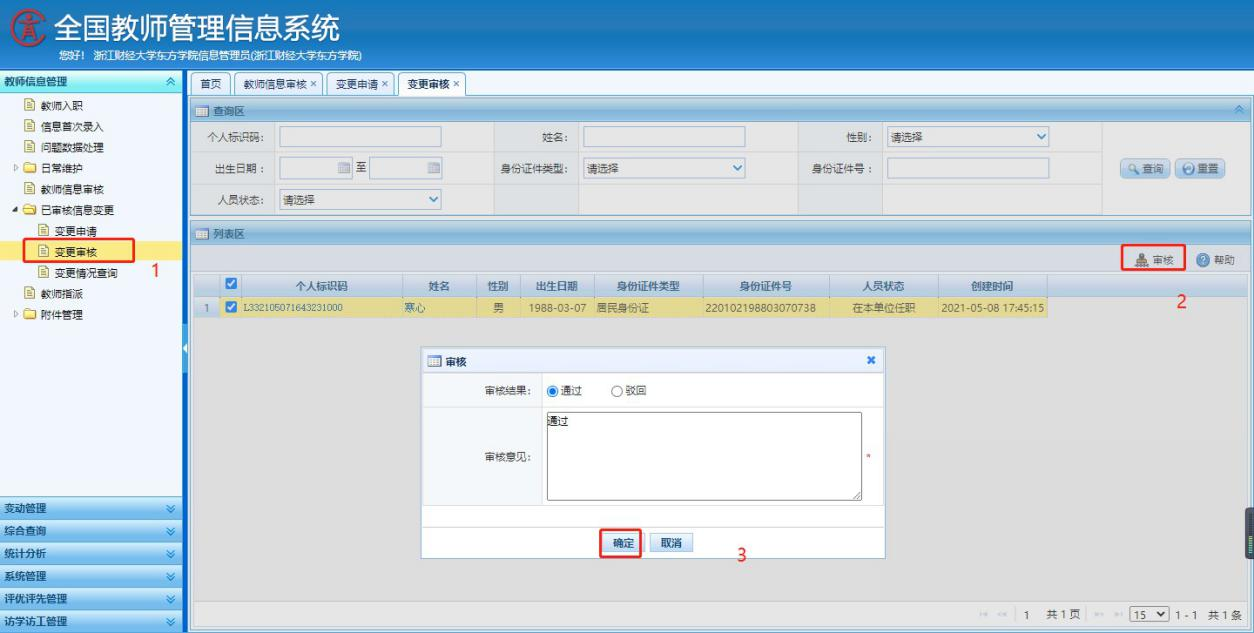 全国教师管理信息系统
您好! 浙江财经大学东方学院信息管理员(浙江财经大学东方学院)
教师信息管理
教师入职
信息首次录入
问题数据处理
日常维护
教师信息审核
已审核信息变更
变更申请
变更审核
1
变更情况查询
教师指派
附件管理
变动管理
综合查询
统计分析
系统管理
评优评先管理
访学访工管理
首页 教师信息审核 × 变更申请 × 变更审核 ×
查询区
个人标识码: 姓名: 性别: 请选择
出生日期: 至 身份证件类型: 请选择 身份证件号: 查询 重置
人员状态: 请选择
列表区
审核 帮助
2
个人标识码 姓名 性别 出生日期 身份证件类型 身份证件号 人员状态 创建时间
1 L332105071643231000 寒心 男 1988-03-07 居民身份证 220102198803070738 在本单位任职 2021-05-08 17:45:15
审核
审核结果: 通过 驳回
通过
审核意见: *
确定 取消
3
1 共1页 15 1-1 共1条